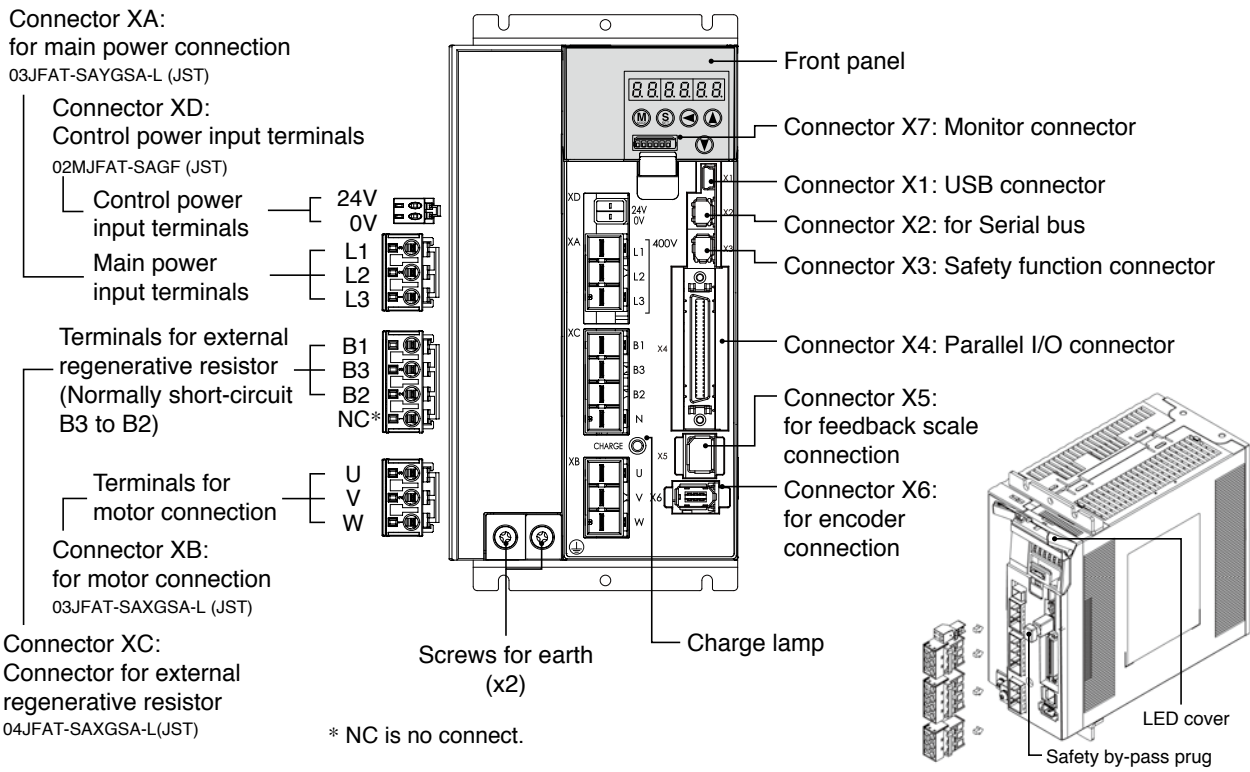 Connector XA:
for main power connection
03JFAT-SAYGSA-L (JST)
Connector XD:
Control power input terminals
02MJFAT-SAGF (JST)
Control power
input terminals
24V
0V
Main power
input terminals
L1
L2
L3
Terminals for external
regenerative resistor
(Normally short-circuit
B3 to B2)
B1
B3
B2
NC*
Terminals for
motor connection
U
V
W
Connector XB:
for motor connection
03JFAT-SAXGSA-L (JST)
Connector XC:
Connector for external
regenerative resistor
04JFAT-SAXGSA-L(JST)
8.8.8.8.8.8.
M S
XD
24V
0V
XA
400V
L1
L2
L3
XC
B1
B3
B2
N
CHARGE
XB
U
V
W
X1
X2
X3
X4
X5
X6
Front panel
Connector X7: Monitor connector
Connector X1: USB connector
Connector X2: for Serial bus
Connector X3: Safety function connector
Connector X4: Parallel I/O connector
Connector X5:
for feedback scale
connection
Connector X6:
for encoder
connection
Screws for earth
(x2)
Charge lamp
* NC is no connect.
LED cover
Safety by-pass prug